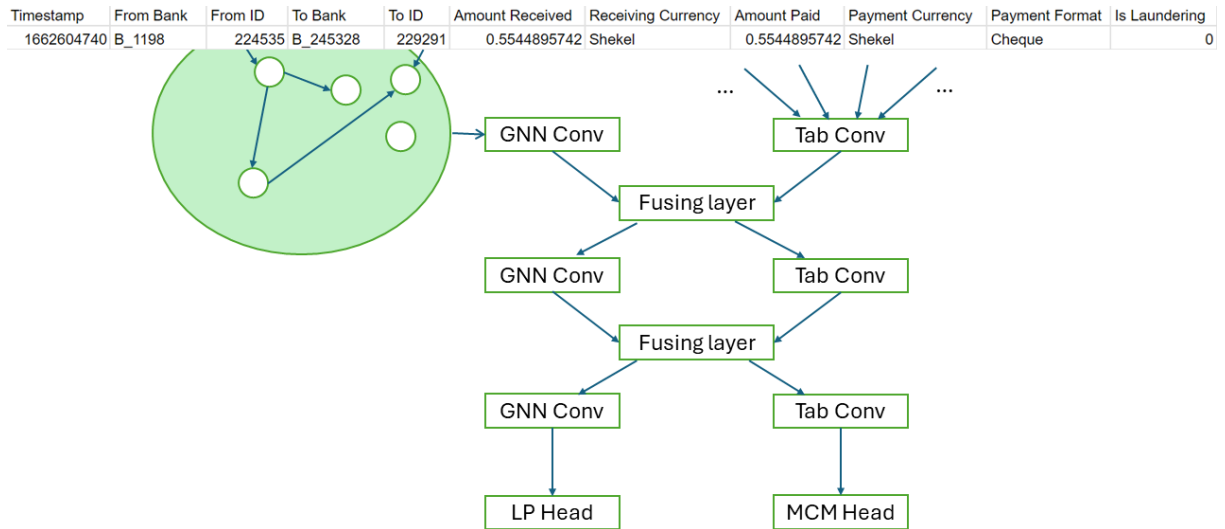 Timestamp From Bank From ID To Bank To ID Amount Received Receiving Currency Amount Paid Payment Currency Payment Format Is Laundering
1662604740 B_1198 224535 B_245328 229291 0.5544895742 Shekel 0.5544895742 Shekel Cheque 0
... ...
GNN Conv Tab Conv
Fusing layer
GNN Conv Tab Conv
Fusing layer
GNN Conv Tab Conv
LP Head MCM Head